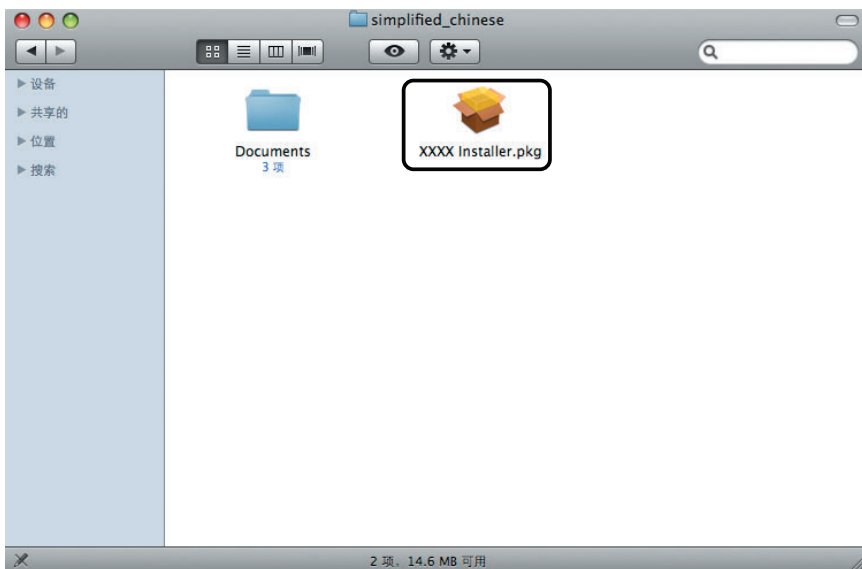 simplified_chinese
设备
共享的
位置
搜索
Documents
3 项
XXXX Installer.pkg
2 项，14.6 MB 可用